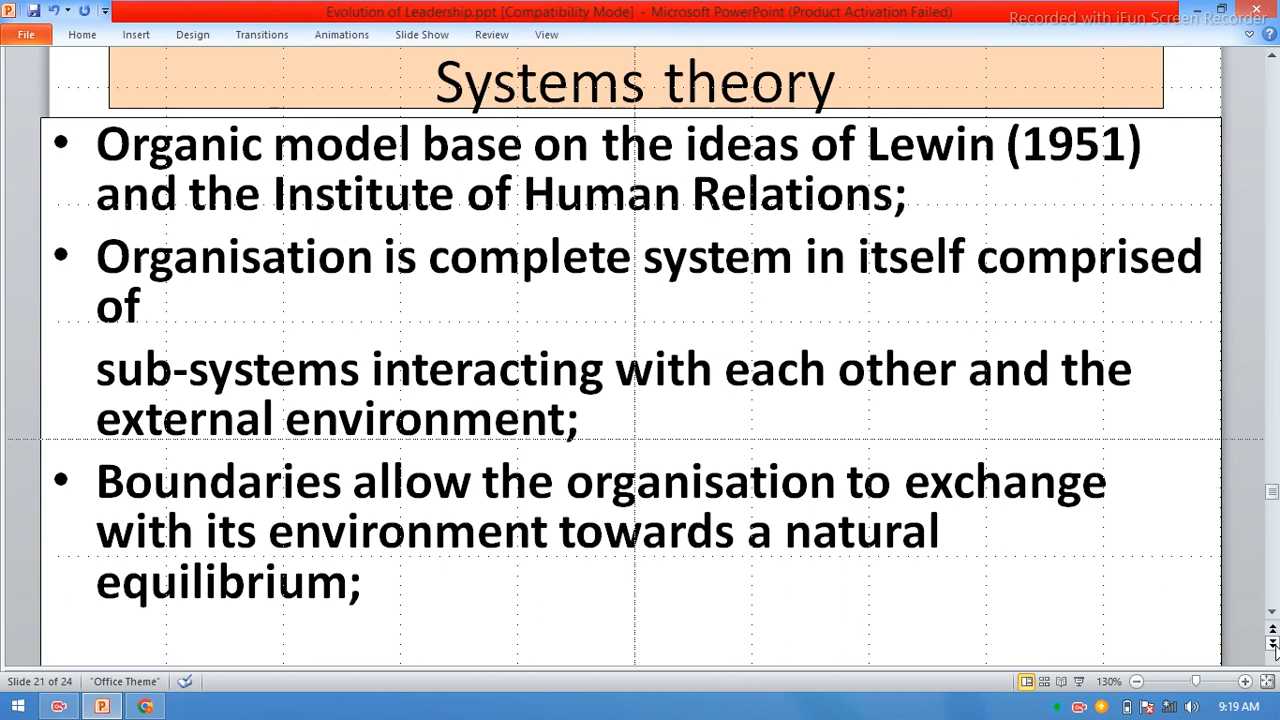 Evolution of Leadership.ppt [Compatibility Mode] - Microsoft PowerPoint (Product Activation Failed)
Recorded with iFun Screen Recorder
File Home Insert Design Transitions Animations Slide Show Review View
Systems theory
• Organic model base on the ideas of Lewin (1951)
and the Institute of Human Relations;
• Organisation is complete system in itself comprised
of
sub-systems interacting with each other and the
external environment;
• Boundaries allow the organisation to exchange
with its environment towards a natural
equilibrium;
Slide 21 of 24 "Office Theme" 130%
9:19 AM